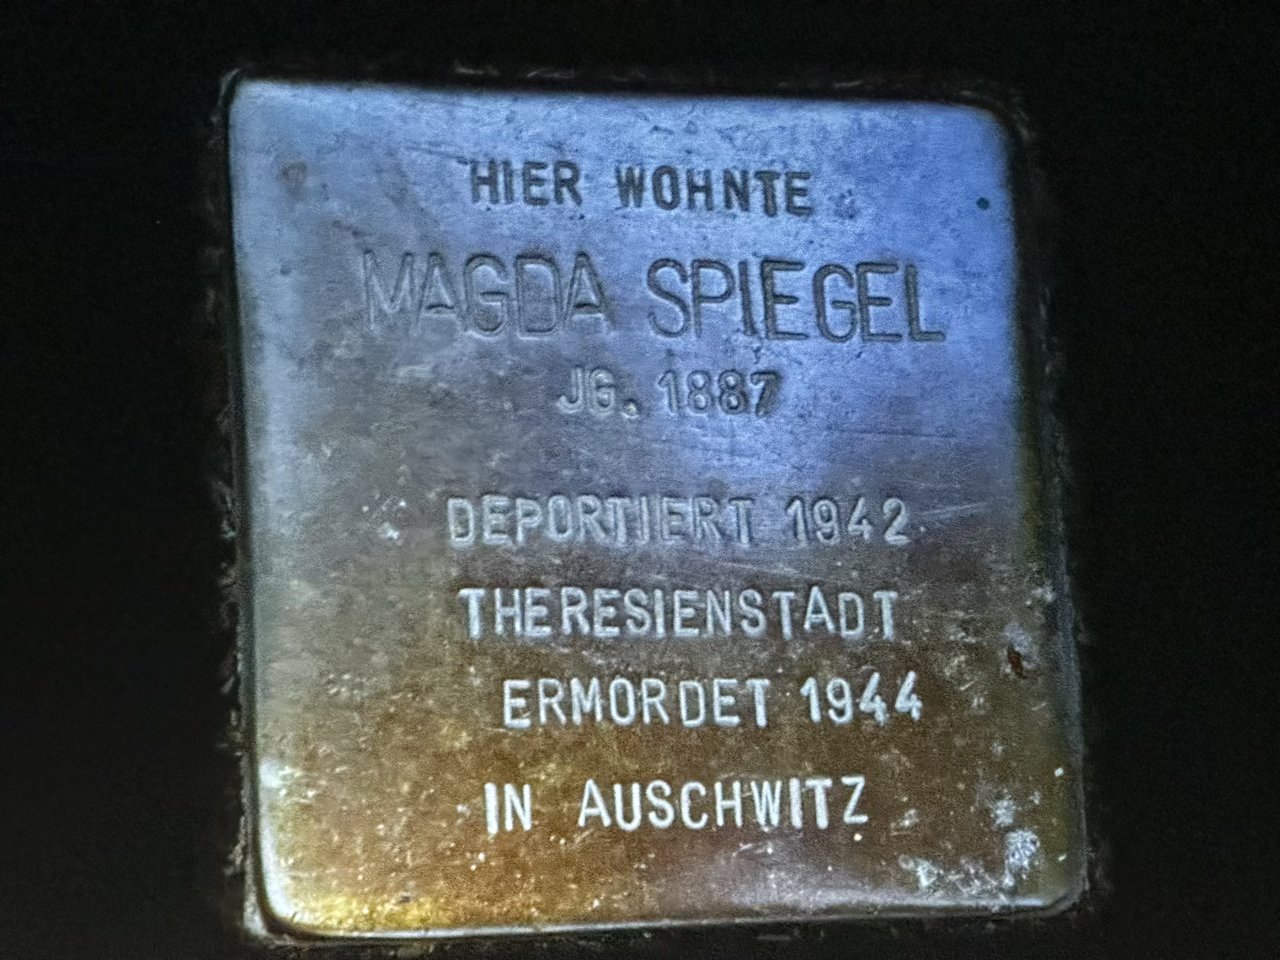 HIER WOHNTE
MAGDA SPIEGEL
JG. 1887
DEPORTIERT 1942
THERESIENSTADT
ERMORDET 1944
IN AUSCHWITZ